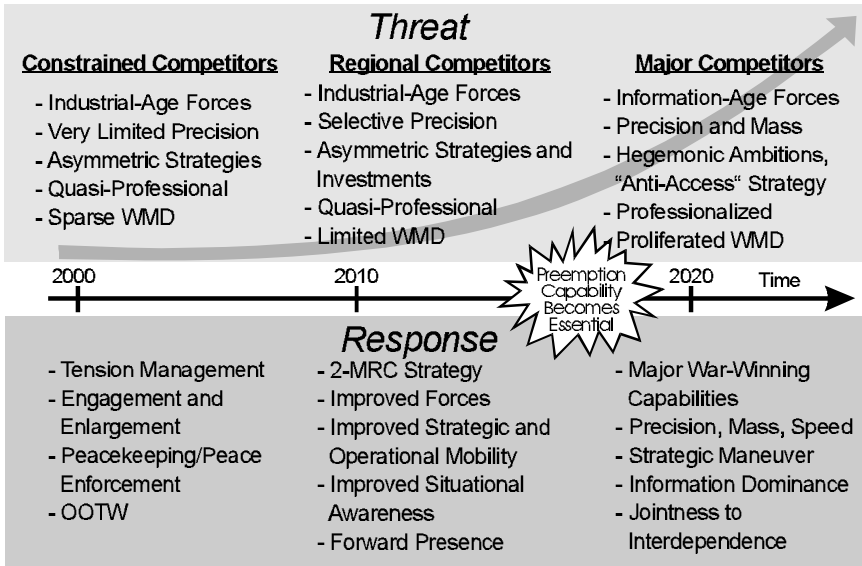 Threat
Constrained Competitors
- Industrial-Age Forces
- Very Limited Precision
- Asymmetric Strategies
- Quasi-Professional
- Sparse WMD
Regional Competitors
- Industrial-Age Forces
- Selective Precision
- Asymmetric Strategies and
Investments
- Quasi-Professional
- Limited WMD
Major Competitors
- Information-Age Forces
- Precision and Mass
- Hegemonic Ambitions,
“Anti-Access“ Strategy
- Professionalized
- Proliferated WMD
2000
2010
Preemption
Capability
Becomes
Essential
2020
Time
Response
- Tension Management
- Engagement and
Enlargement
- Peacekeeping/Peace
Enforcement
- OOTW
- 2-MRC Strategy
- Improved Forces
- Improved Strategic and
Operational Mobility
- Improved Situational
Awareness
- Forward Presence
- Major War-Winning
Capabilities
- Precision, Mass, Speed
- Strategic Maneuver
- Information Dominance
- Jointness to
Interdependence